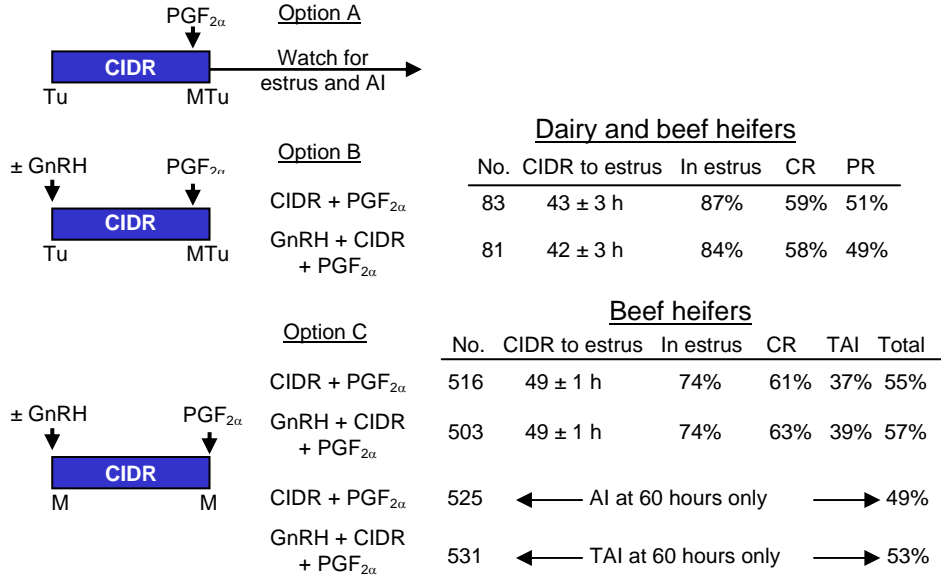 PGF2α
Option A
CIDR
Watch for
estrus and AI
Tu
MTu
Dairy and beef heifers
± GnRH
PGF2α
Option B
No. CIDR to estrus In estrus CR PR
CIDR + PGF2α 83 43 ± 3 h 87% 59% 51%
CIDR
GnRH + CIDR
+ PGF2α 81 42 ± 3 h 84% 58% 49%
Tu
MTu
Beef heifers
Option C
No. CIDR to estrus In estrus CR TAI Total
CIDR + PGF2α 516 49 ± 1 h 74% 61% 37% 55%
± GnRH
PGF2α
GnRH + CIDR
+ PGF2α 503 49 ± 1 h 74% 63% 39% 57%
CIDR
M
M
CIDR + PGF2α 525 AI at 60 hours only 49%
GnRH + CIDR
+ PGF2α 531 TAI at 60 hours only 53%